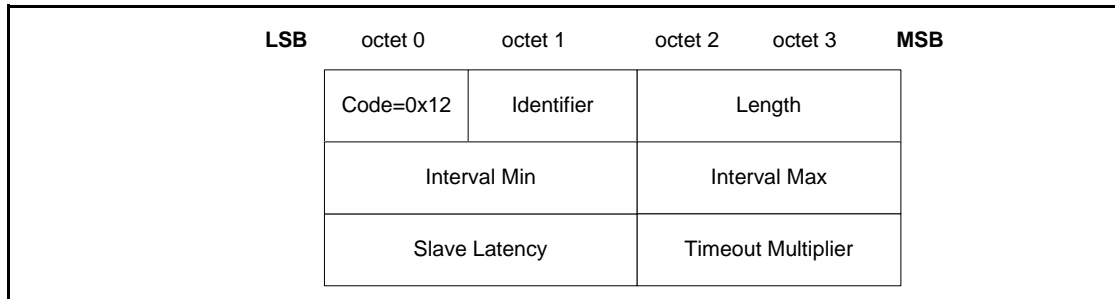 LSB octet 0 octet 1 octet 2 octet 3 MSB
Code=0x12 Identifier Length
Interval Min Interval Max
Slave Latency Timeout Multiplier